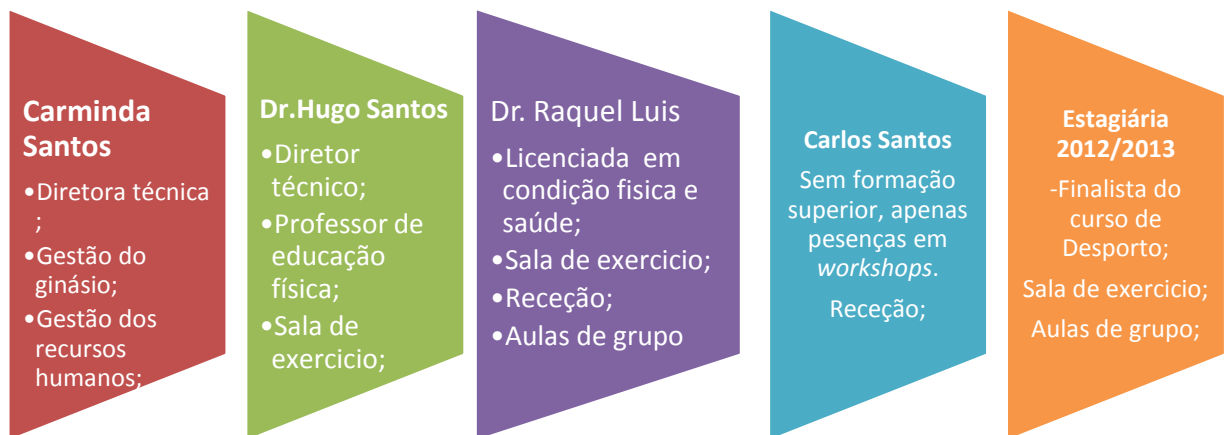 Carminda
Santos
•Diretora técnica
;
•Gestão do
ginásio;
•Gestão dos
recursos
humanos;
Dr.Hugo Santos
•Diretor
técnico;
•Professor de
educação
física;
•Sala de
exercicio;
Dr. Raquel Luis
•Licenciada em
condição fisica e
saúde;
•Sala de exercicio;
•Receção;
•Aulas de grupo
Carlos Santos
Sem formação
superior, apenas
pesenças em
workshops.
Receção;
Estagiária
2012/2013
-Finalista do
curso de
Desporto;
Sala de exercicio;
Aulas de grupo;